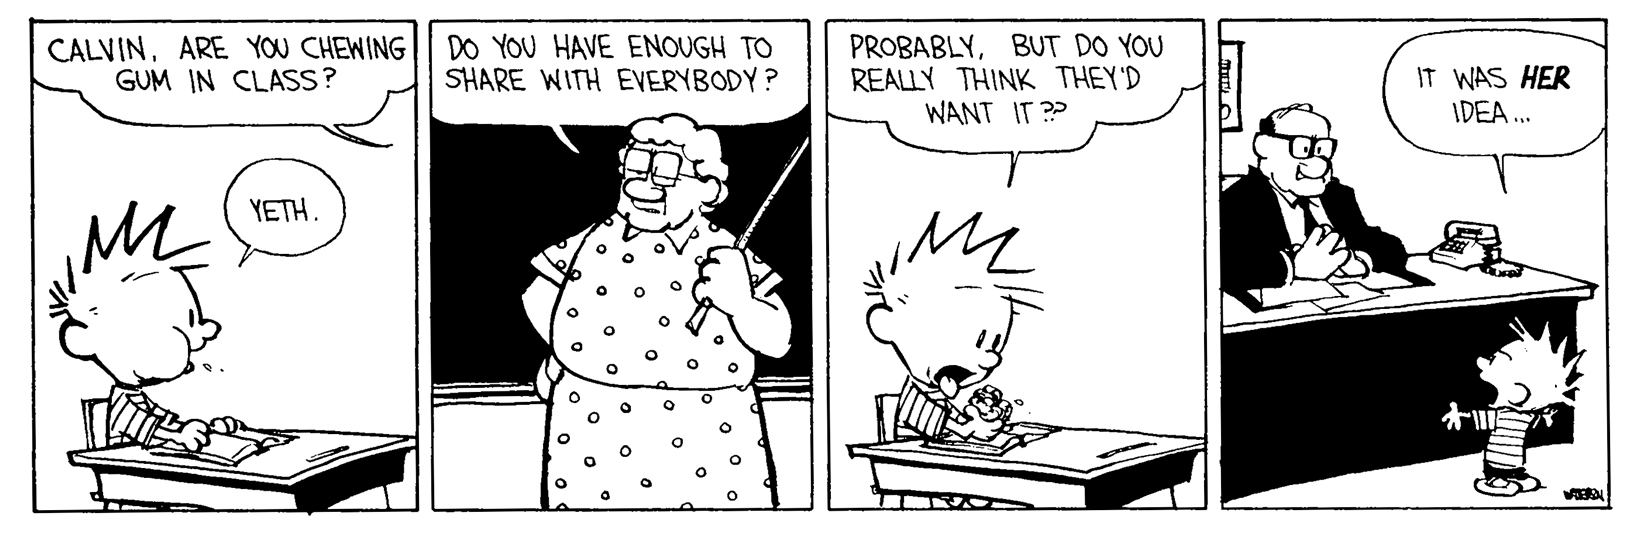 CALVIN, ARE YOU CHEWING
GUM IN CLASS?
YETH.
DO YOU HAVE ENOUGH TO
SHARE WITH EVERYBODY?
PROBABLY, BUT DO YOU
REALLY THINK THEY'D
WANT IT??
IT WAS HER
IDEA...